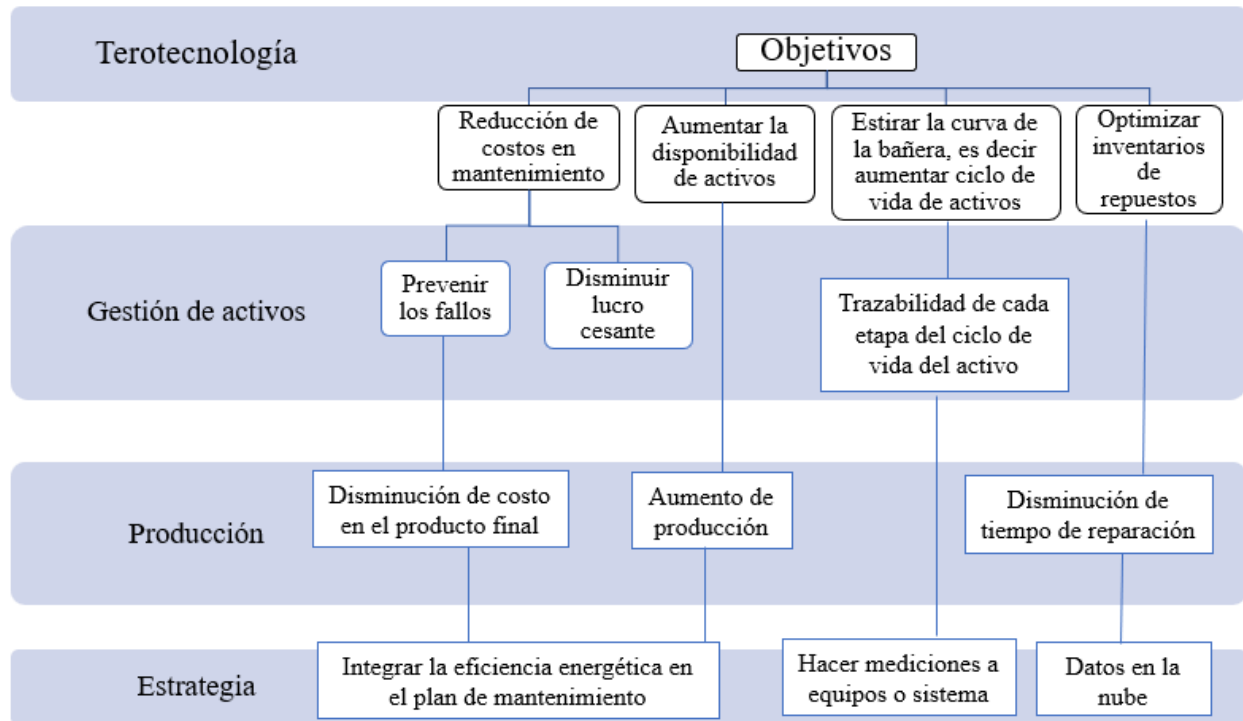 Terotecnología
Objetivos
Reducción de
costos en
mantenimiento
Aumentar la
disponibilidad
de activos
Estirar la curva de
la bañera, es decir
aumentar ciclo de
vida de activos
Optimizar
inventarios
de
repuestos
Gestión de activos
Prevenir
los fallos
Disminuir
lucro
cesante
Trazabilidad de cada
etapa del ciclo de
vida del activo
Producción
Disminución de costo
en el producto final
Aumento de
producción
Disminución de
tiempo de reparación
Estrategia
Integrar la eficiencia energética en
el plan de mantenimiento
Hacer mediciones a
equipos o sistema
Datos en la
nube